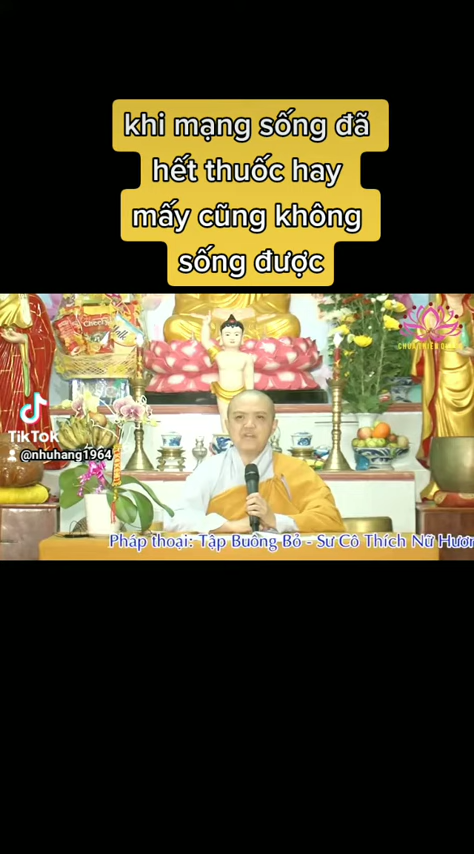 khi mạng sống đã
hết thuốc hay
mấy cũng không
sống được
TikTok
@nhuhang1964
Pháp thoại: Tập Buông Bỏ - Sư Cô Thích Nữ Hươn